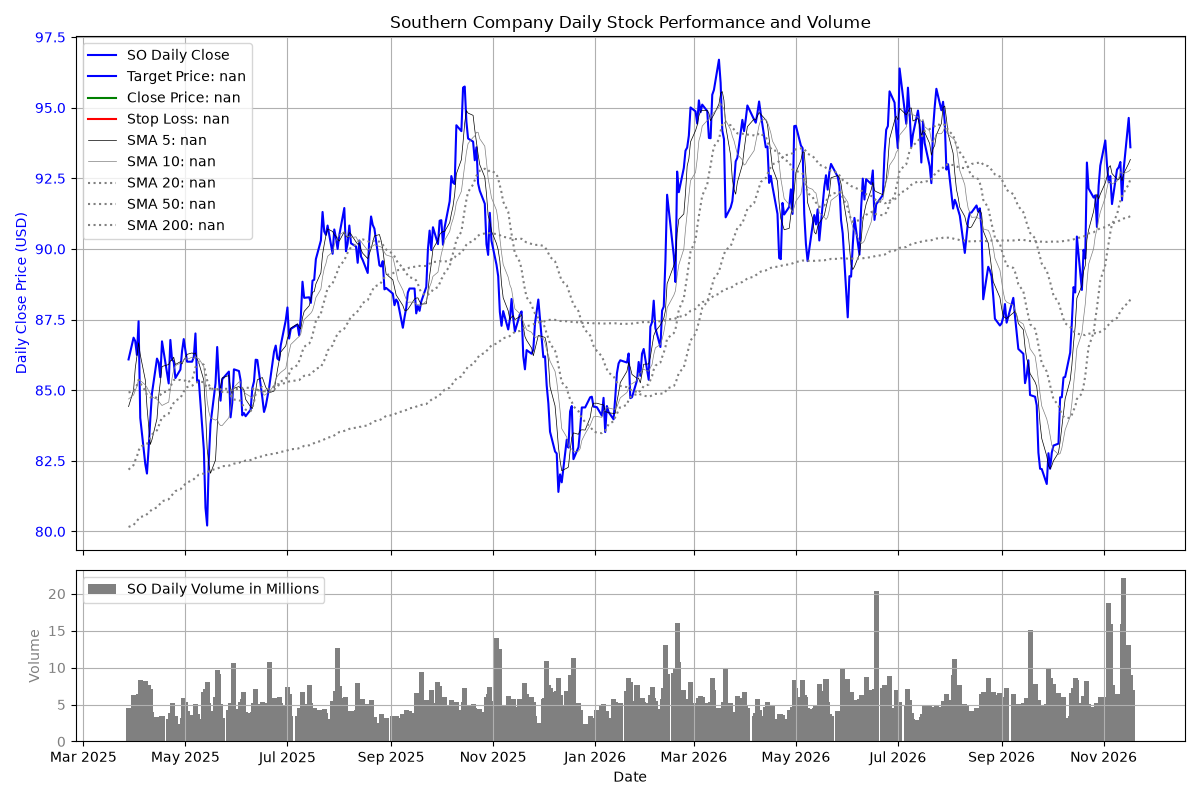 Southern Company Daily Stock Performance and Volume
97.5
95.0
92.5
90.0
87.5
85.0
82.5
80.0
Daily Close Price (USD)
SO Daily Close
Target Price: nan
Close Price: nan
Stop Loss: nan
SMA 5: nan
SMA 10: nan
SMA 20: nan
SMA 50: nan
SMA 200: nan
SO Daily Volume in Millions
20
15
10
5
0
Volume
Mar 2025 May 2025 Jul 2025 Sep 2025 Nov 2025 Jan 2026 Mar 2026 May 2026 Jul 2026 Sep 2026 Nov 2026
Date